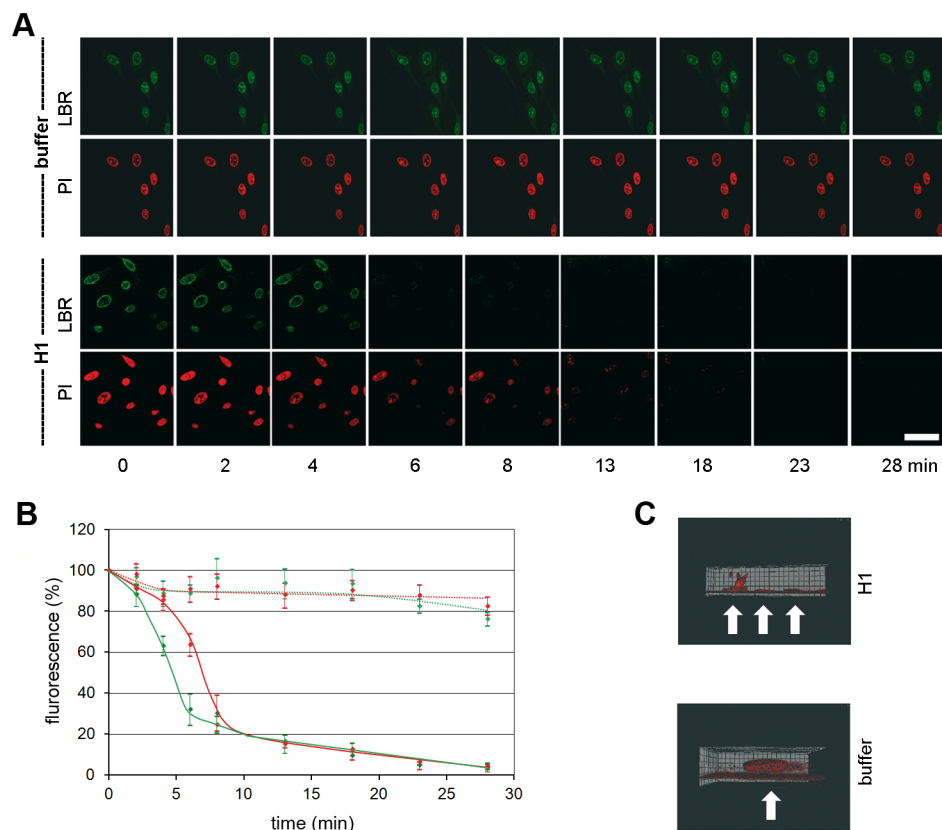 A
buffer
LBR
PI
H1
LBR
PI
0 2 4 6 8 13 18 23 28 min
B
flurorescence (%)
120
100
80
60
40
20
0
0 5 10 15 20 25 30
time (min)
C
H1
buffer